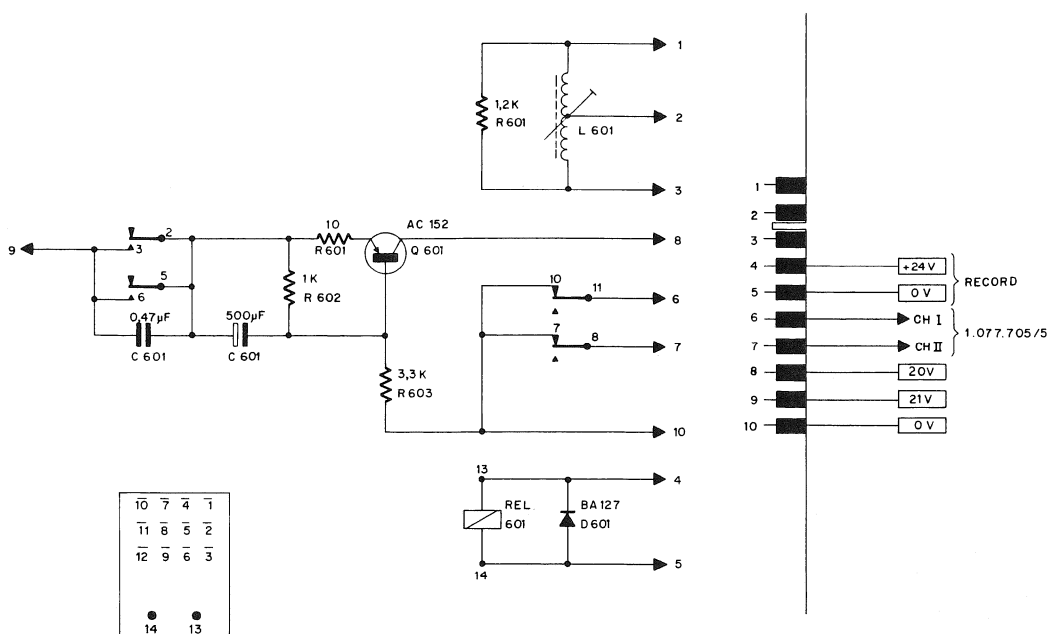 1
1,2K
R 601
2
L 601
3
9
2
3
10
R 601
AC 152
Q 601
8
5
6
1K
R 602
10
11
6
0,47µF
C 601
500µF
C 601
7
8
7
3,3K
R 603
10
13
REL
601
BA 127
D 601
4
14
5
10 7 4 1
11 8 5 2
12 9 6 3
14 13
1
2
3
4 +24V
5 0V
RECORD
6 CH I
7 CH II
1.077.705/5
8 20V
9 21V
10 0V